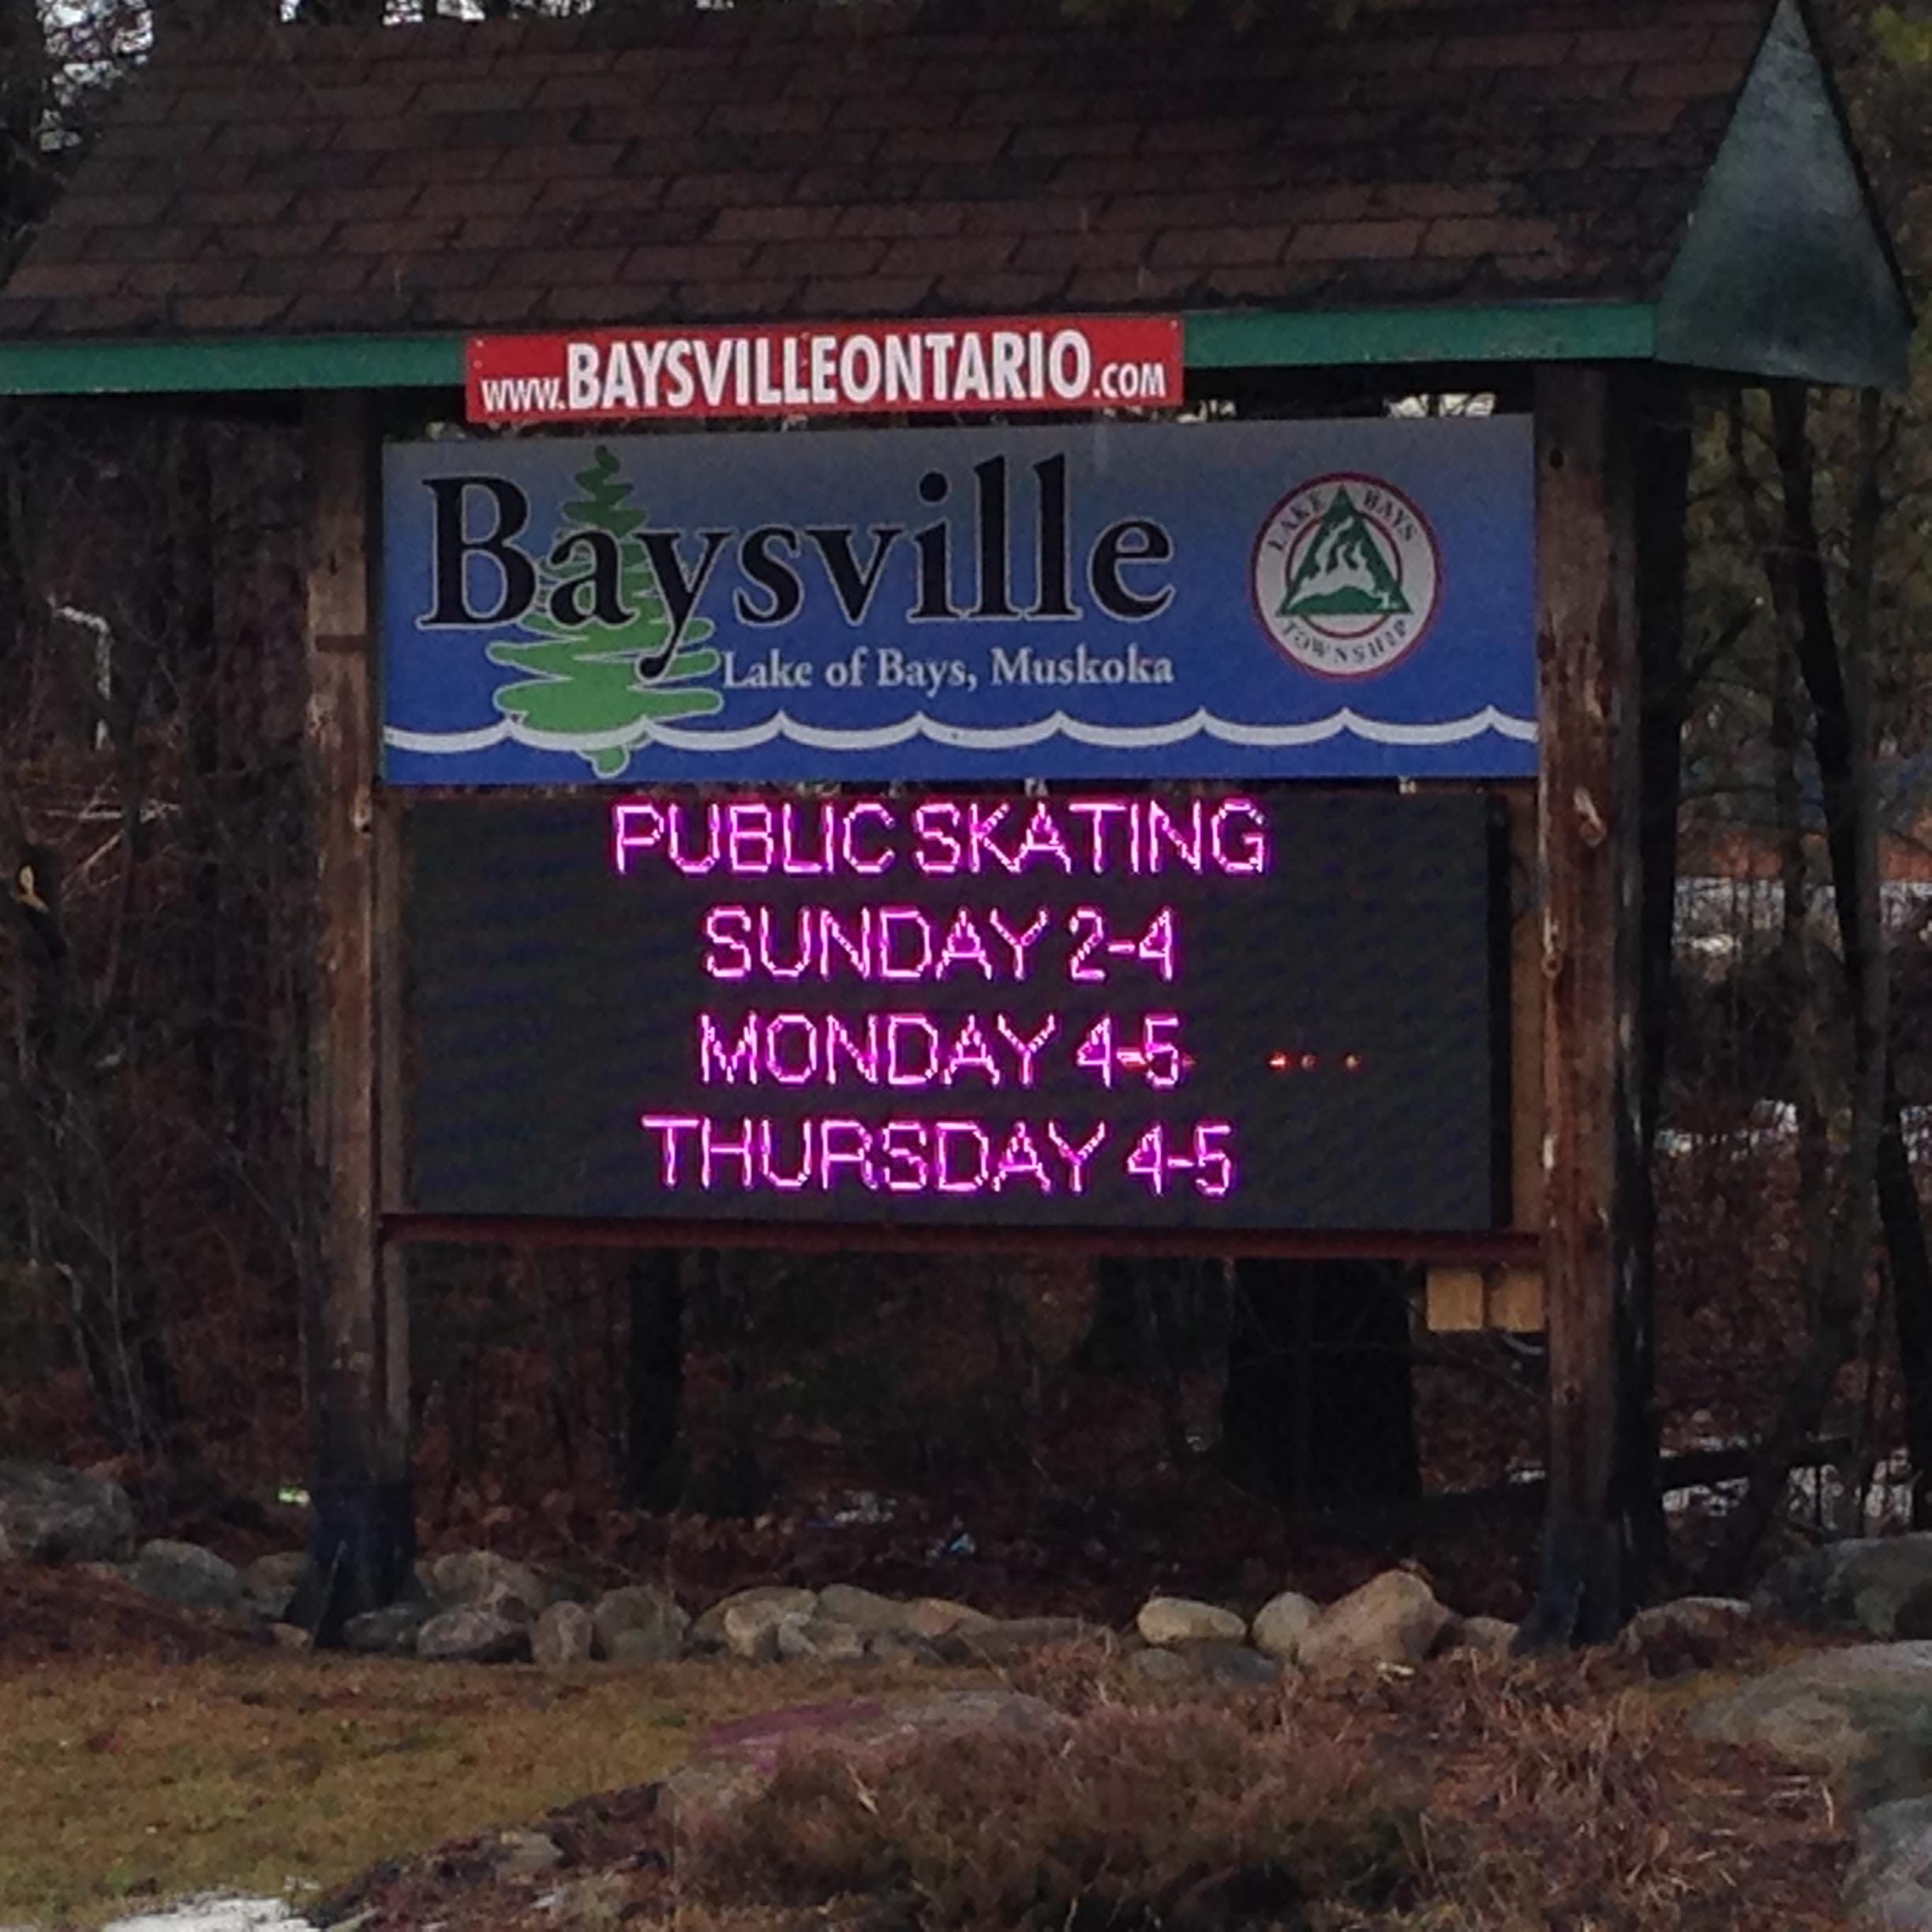 www.BAYSVILLEONTARIO.com
Baysville
Lake of Bays, Muskoka
LAKE BAYS
TOWNSHIP
PUBLIC SKATING
SUNDAY 2-4
MONDAY 4-5
THURSDAY 4-5